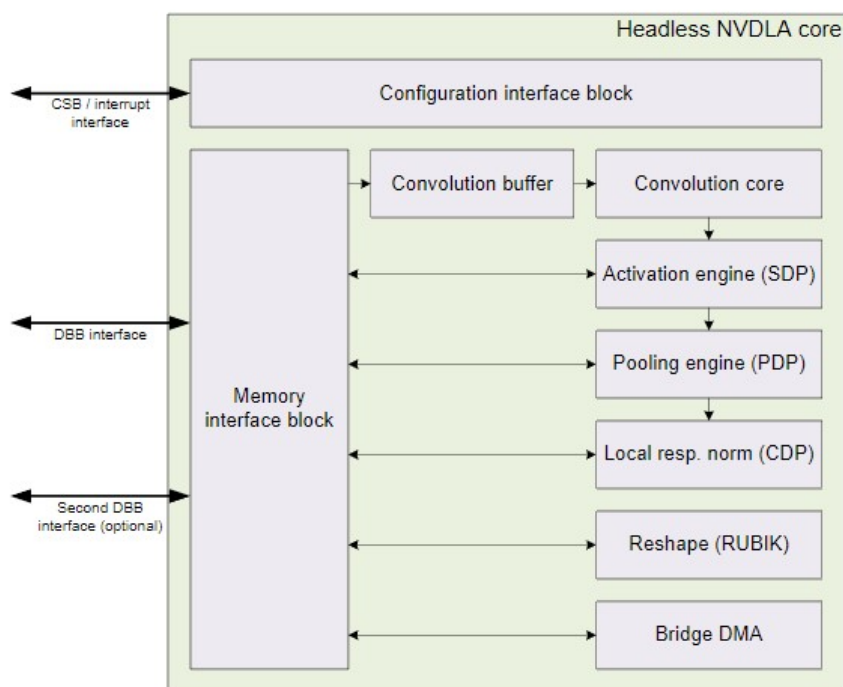 Headless NVDLA core
Configuration interface block
CSB / interrupt
interface
Convolution buffer
Convolution core
Activation engine (SDP)
DBB interface
Pooling engine (PDP)
Memory
interface block
Local resp. norm (CDP)
Second DBB
interface (optional)
Reshape (RUBIK)
Bridge DMA